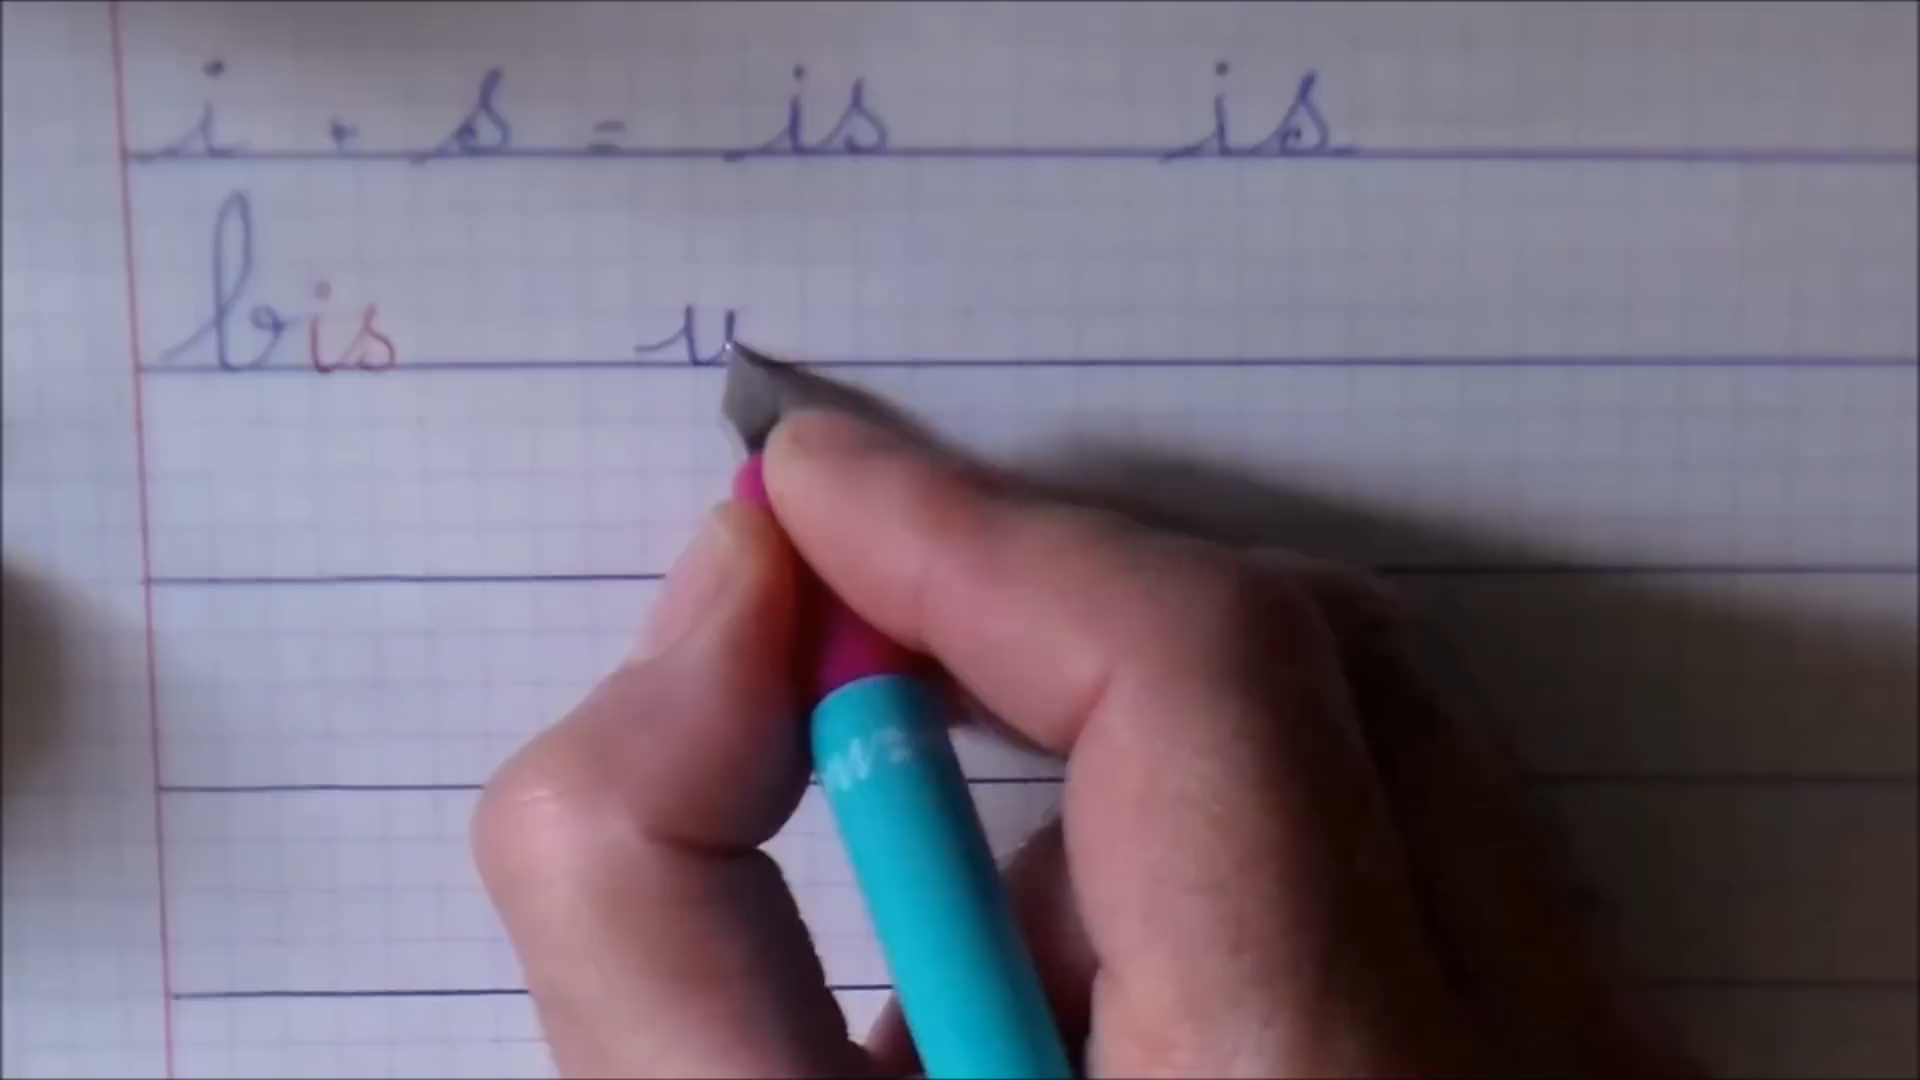 i + s = is is
bis u